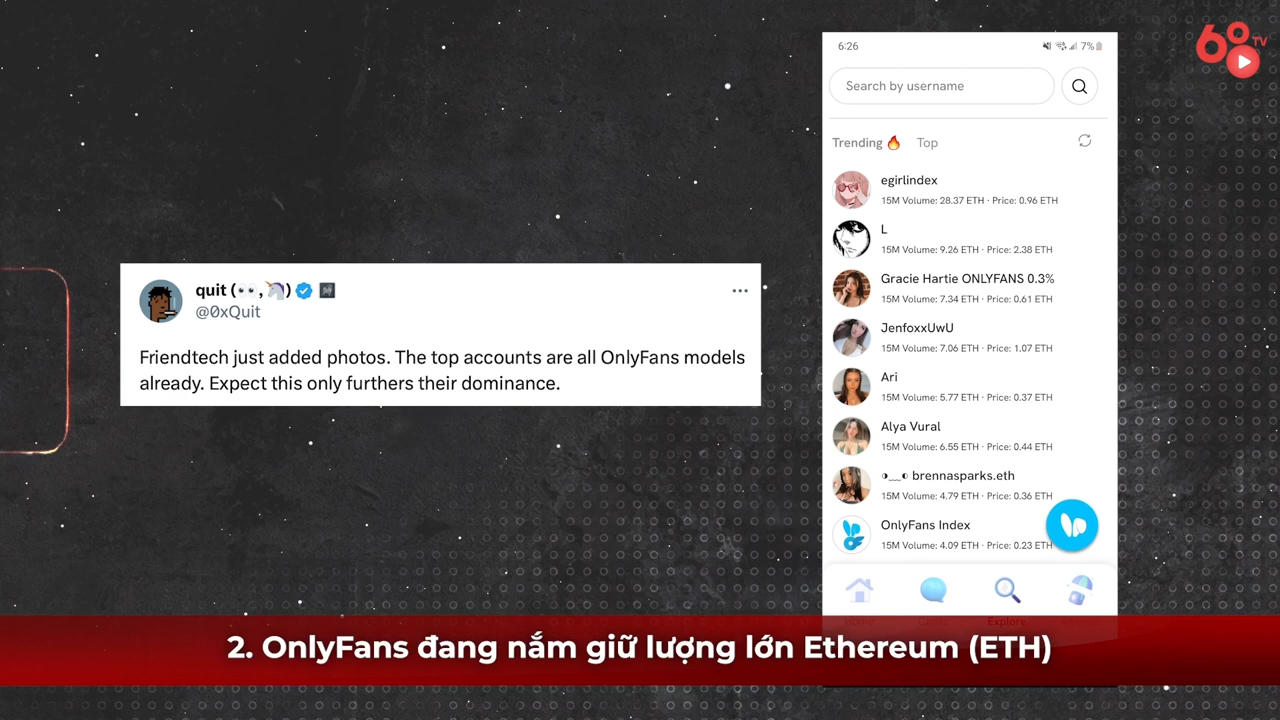 68 TV
quit (👀,🦄)
@0xQuit
Friendtech just added photos. The top accounts are all OnlyFans models
already. Expect this only furthers their dominance.
6:26
7%
Search by username
Trending 🔥 Top
egirlindex
15M Volume: 28.37 ETH · Price: 0.96 ETH
L
15M Volume: 9.26 ETH · Price: 2.38 ETH
Gracie Hartie ONLYFANS 0.3%
15M Volume: 7.34 ETH · Price: 0.61 ETH
JenfoxxUwU
15M Volume: 7.06 ETH · Price: 1.07 ETH
Ari
15M Volume: 5.77 ETH · Price: 0.37 ETH
Alya Vural
15M Volume: 6.55 ETH · Price: 0.44 ETH
◑﹏◐ brennasparks.eth
15M Volume: 4.79 ETH · Price: 0.36 ETH
OnlyFans Index
15M Volume: 4.09 ETH · Price: 0.23 ETH
Home Explore
2. OnlyFans đang nắm giữ lượng lớn Ethereum (ETH)